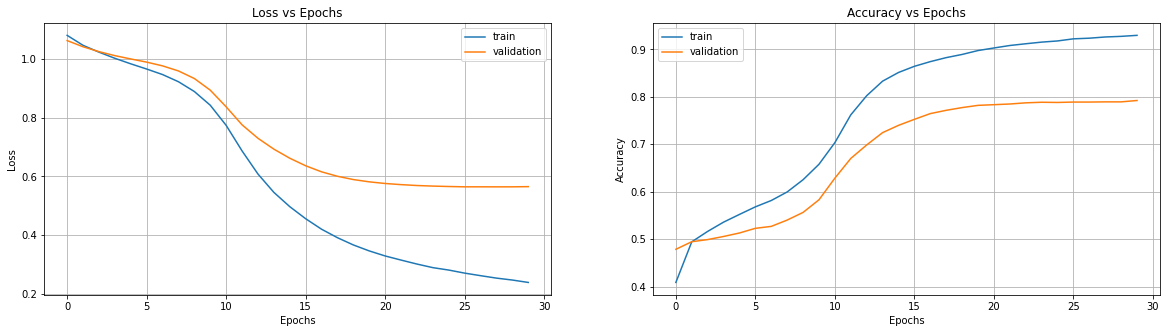 Loss vs Epochs
train
validation
1.0
0.8
0.6
0.4
0.2
Loss
0 5 10 15 20 25 30
Epochs
Accuracy vs Epochs
train
validation
0.9
0.8
0.7
0.6
0.5
0.4
Accuracy
0 5 10 15 20 25 30
Epochs